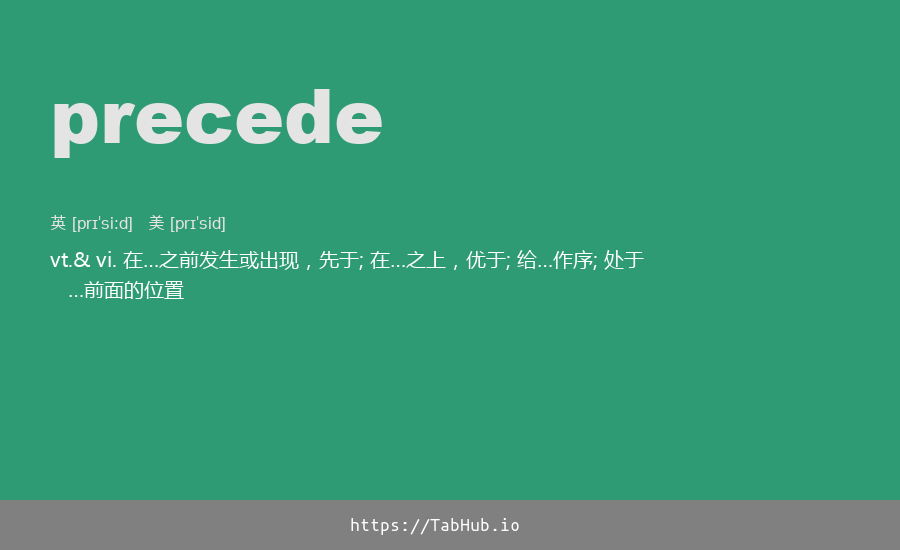 precede
英 [prɪˈsiːd] 美 [prɪˈsid]
vt.& vi. 在...之前发生或出现，先于; 在...之上，优于; 给...作序; 处于
...前面的位置
https://TabHub.io